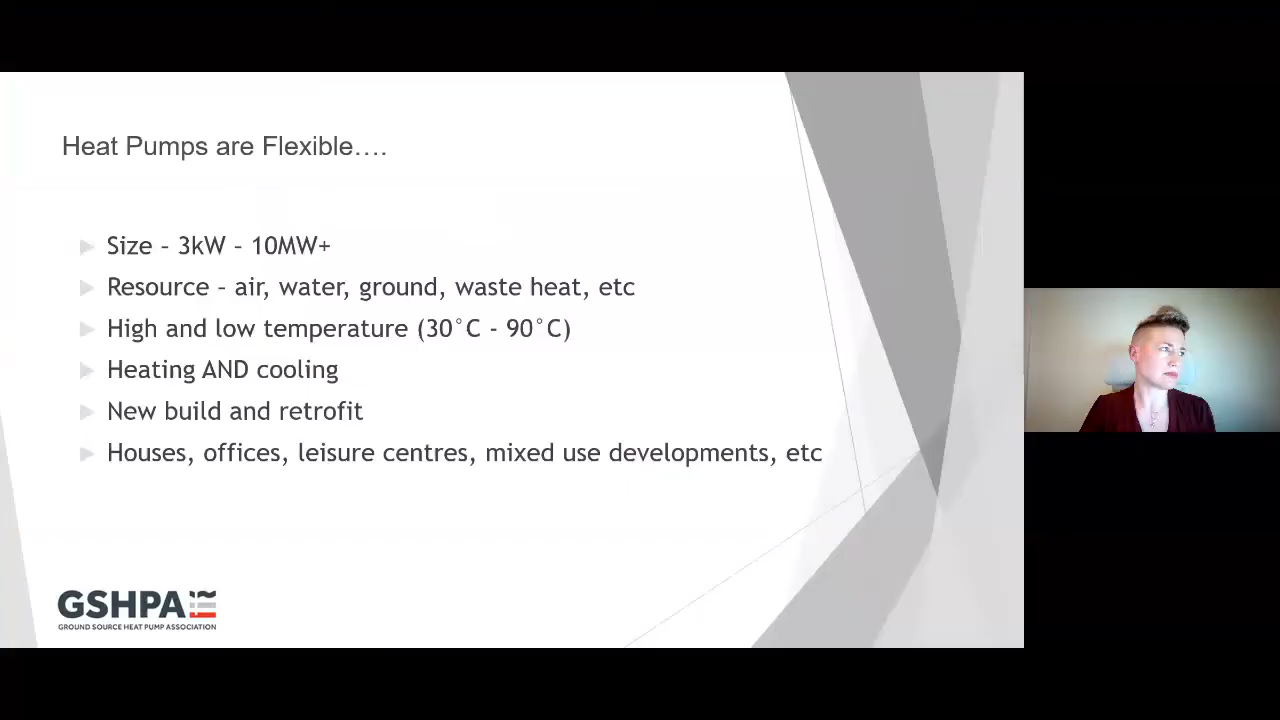 Heat Pumps are Flexible….
Size – 3kW – 10MW+
Resource – air, water, ground, waste heat, etc
High and low temperature (30°C - 90°C)
Heating AND cooling
New build and retrofit
Houses, offices, leisure centres, mixed use developments, etc
GSHPA
GROUND SOURCE HEAT PUMP ASSOCIATION